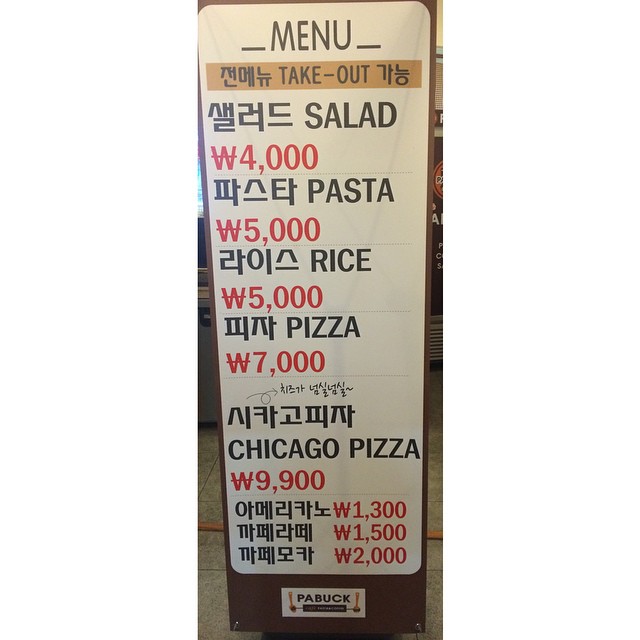 MENU
전메뉴 TAKE-OUT 가능
샐러드 SALAD
₩4,000
파스타 PASTA
₩5,000
라이스 RICE
₩5,000
피자 PIZZA
₩7,000
치즈가 넘실넘실~
시카고피자
CHICAGO PIZZA
₩9,900
아메리카노 ₩1,300
까페라떼 ₩1,500
까페모카 ₩2,000
PABUCK